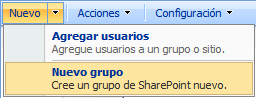 Nuevo Acciones Configuración
Agregar usuarios
Agregue usuarios a un grupo o sitio.
Nuevo grupo
Cree un grupo de SharePoint nuevo.